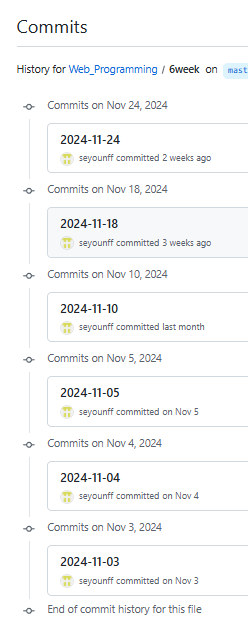 Commits
History for Web_Programming / 6week on mast
Commits on Nov 24, 2024
2024-11-24
seyounff committed 2 weeks ago
Commits on Nov 18, 2024
2024-11-18
seyounff committed 3 weeks ago
Commits on Nov 10, 2024
2024-11-10
seyounff committed last month
Commits on Nov 5, 2024
2024-11-05
seyounff committed on Nov 5
Commits on Nov 4, 2024
2024-11-04
seyounff committed on Nov 4
Commits on Nov 3, 2024
2024-11-03
seyounff committed on Nov 3
End of commit history for this file